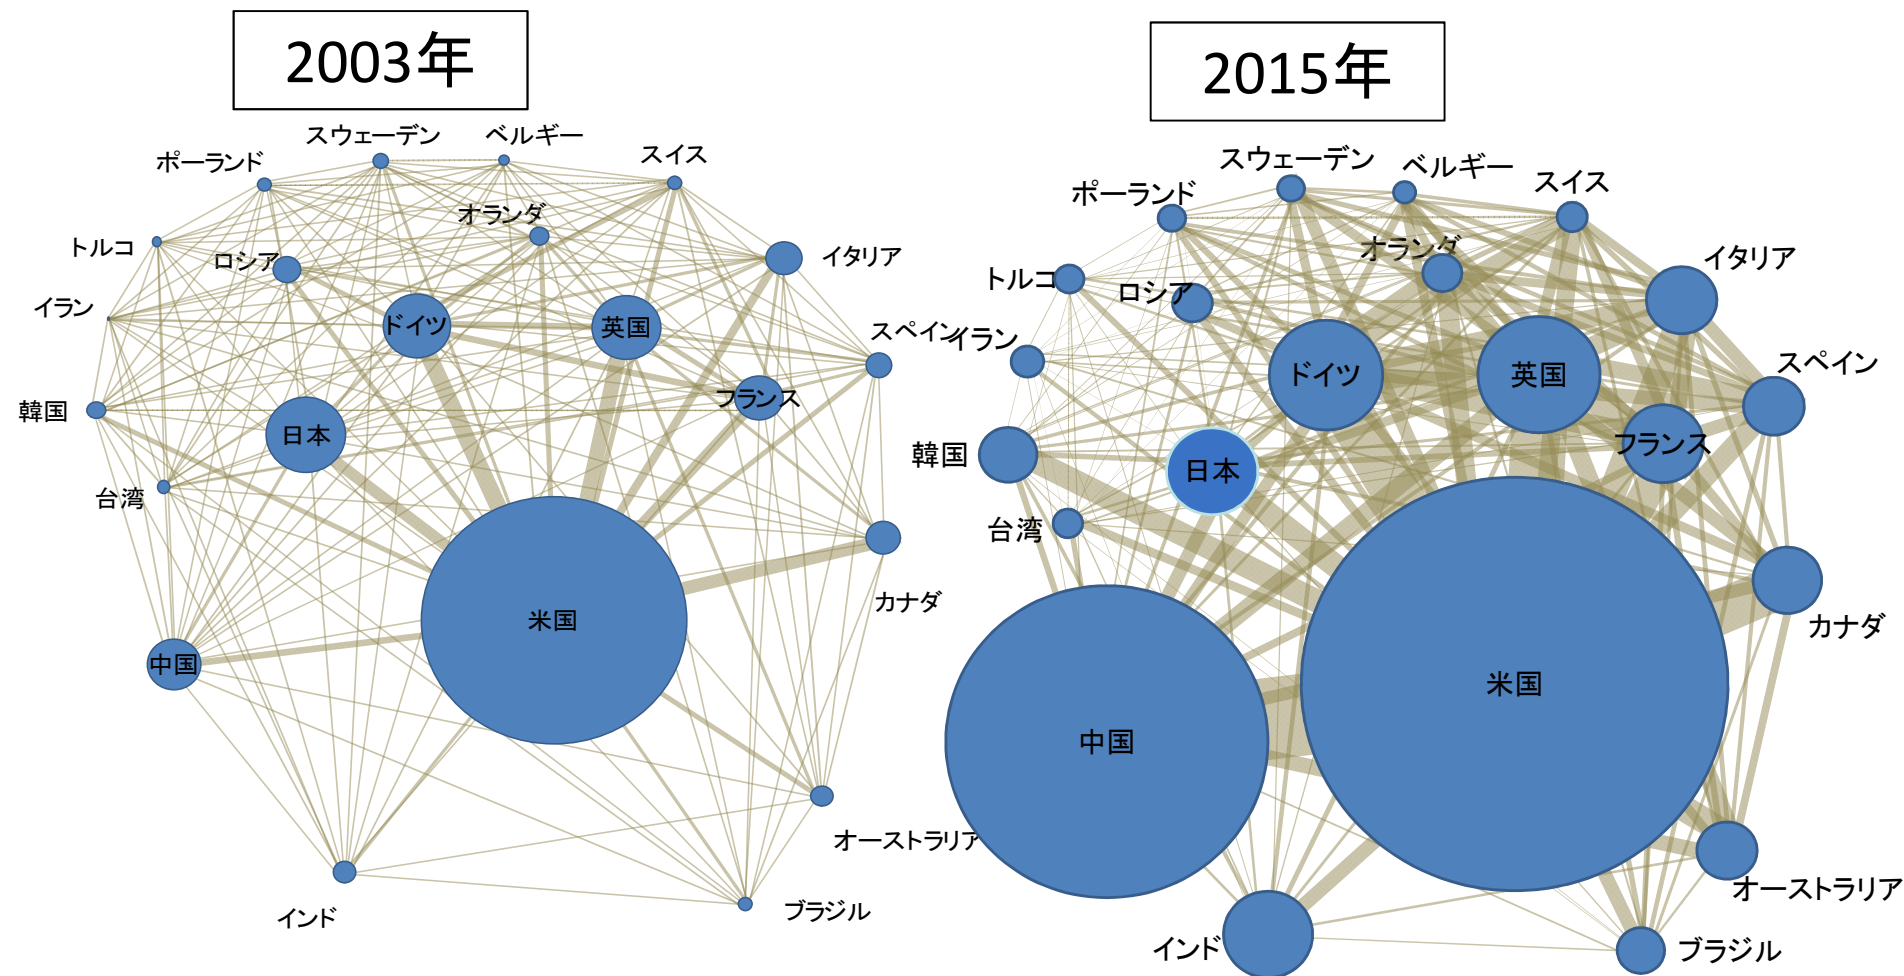 2003年
スウェーデン
ベルギー
スイス
ポーランド
オランダ
トルコ
ロシア
イタリア
イラン
ドイツ
英国
スペイン
フランス
韓国
日本
台湾
カナダ
米国
中国
オーストラリア
インド
ブラジル
2015年
スウェーデン
ベルギー
スイス
ポーランド
オランダ
イタリア
トルコ
ロシア
イラン
ドイツ
英国
スペイン
フランス
韓国
日本
台湾
カナダ
米国
中国
オーストラリア
インド
ブラジル